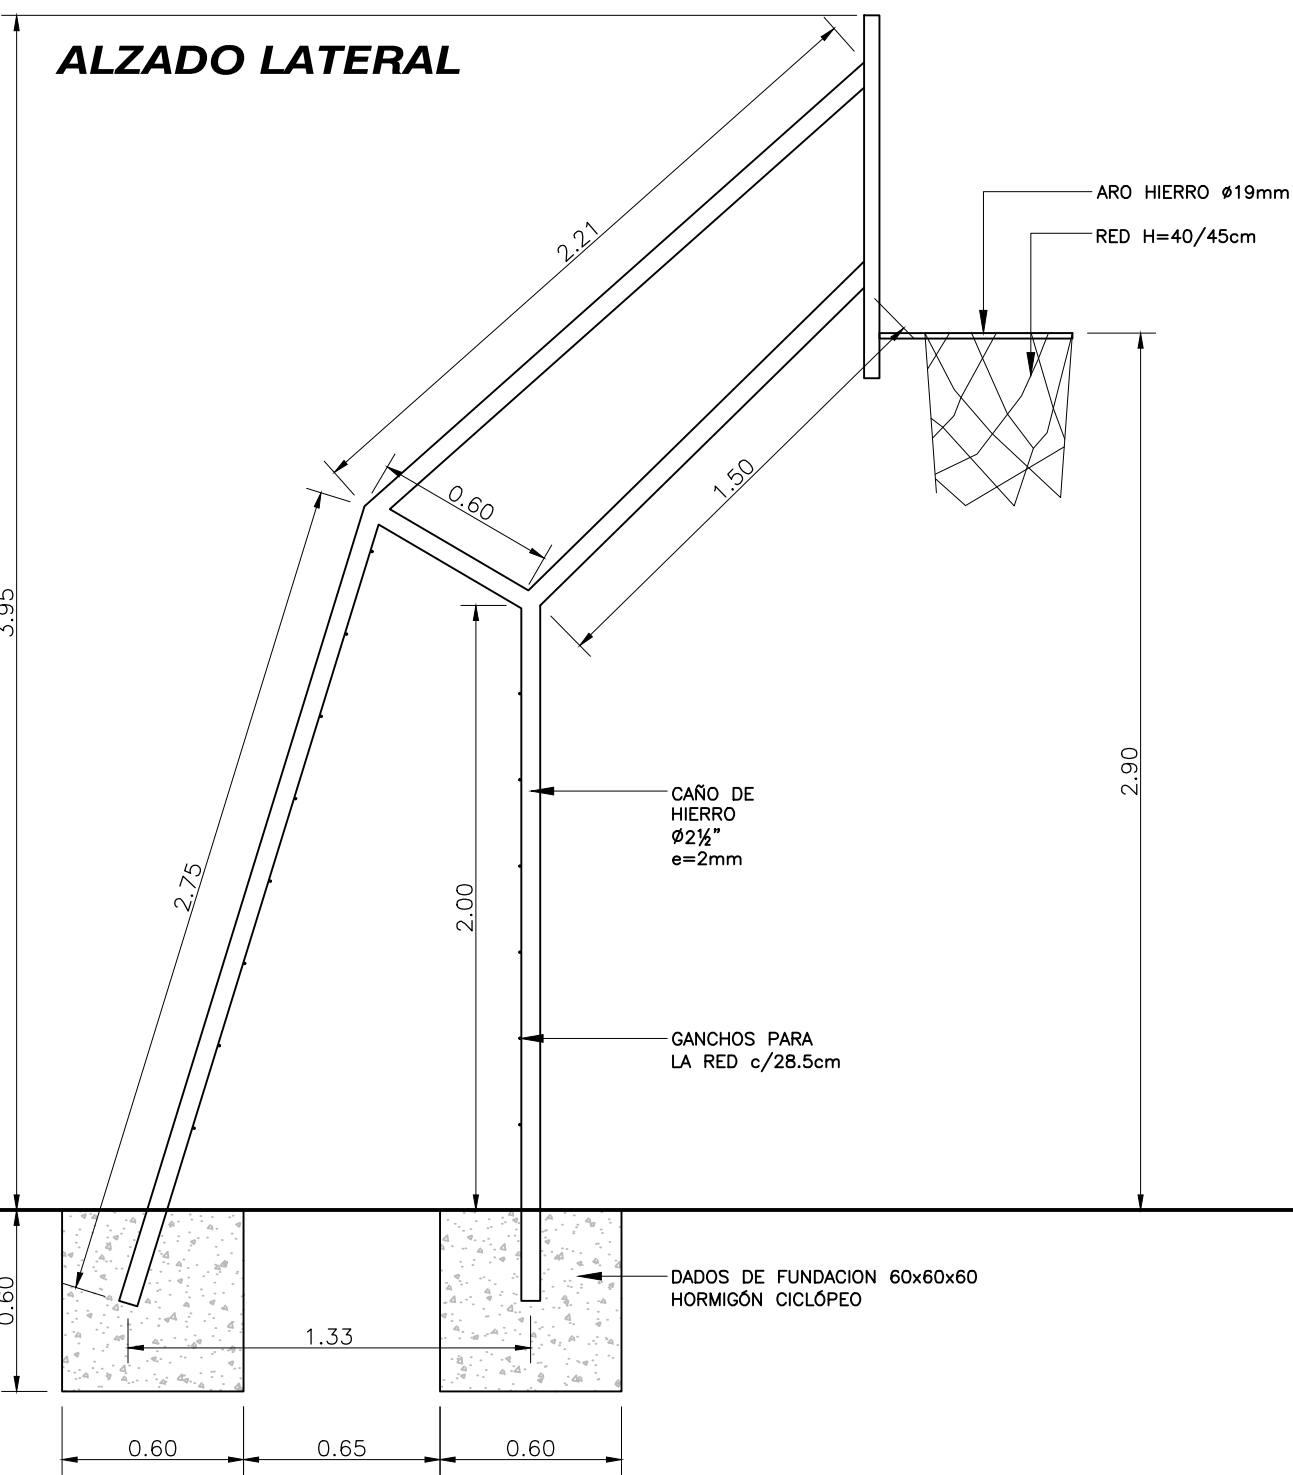 ALZADO LATERAL
ARO HIERRO ø19mm
RED H=40/45cm
2.21
1.50
0.60
3.95
2.90
CAÑO DE
HIERRO
Ø2½"
e=2mm
2.75
2.00
GANCHOS PARA
LA RED c/28.5cm
DADOS DE FUNDACION 60x60x60
HORMIGÓN CICLÓPEO
0.60
1.33
0.60
0.65
0.60